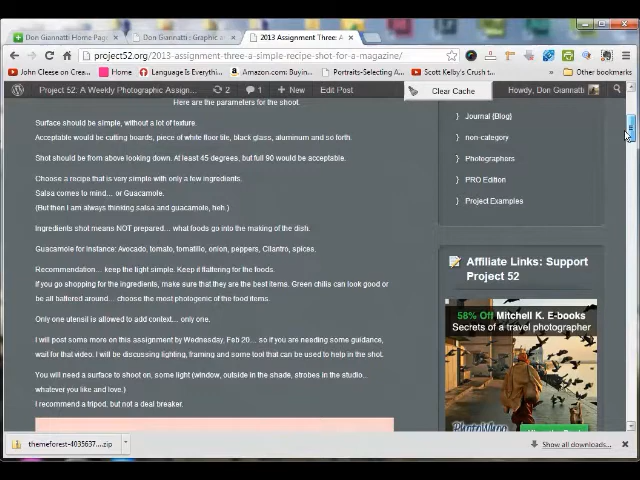 Don Giannatti Home Pag
Don Giannatti : Graphic a
2013 Assignment Three: A
project52.org/2013-assignment-three-a-simple-recipe-shot-for-a-magazine/
John Cleese on Crea...
Home
Language Is Everythi...
Amazon.com: Buyin...
Portraits-Selecting A...
Scott Kelby's Crush t...
»
Other bookmarks
Project 52: A Weekly Photographic Assign...
2
1
+ New
Edit Post
Clear Cache
Howdy, Don Giannatti
Here are the parameters for the shoot.
Surface should be simple, without a lot of texture.
Acceptable would be cutting boards, piece of white floor tile, black glass, aluminum and so forth.
Shot should be from above looking down. At least 45 degrees, but full 90 would be acceptable.
Choose a recipe that is very simple with only a few ingredients.
Salsa comes to mind... or Guacamole.
(But then I am always thinking salsa and guacamole, heh.)
Ingredients shot means NOT prepared... what foods go into the making of the dish.
Guacamole for instance: Avocado, tomato, tomatillo, onion, peppers, Cilantro, spices.
Recommendation... keep the light simple. Keep it flattering for the foods.
If you go shopping for the ingredients, make sure that they are the best items. Green chilis can look good or
be all battered around... choose the most photogenic of the food items.
Only one utensil is allowed to add context... only one.
I will post some more on this assignment by Wednesday, Feb 20... so if you are needing some guidance,
wait for that video. I will be discussing lighting, framing and some tool that can be used to help in the shot.
You will need a surface to shoot on, some light (window, outside in the shade, strobes in the studio...
whatever you like and love.)
I recommend a tripod, but not a deal breaker.
} Journal {Blog}
} non-category
} Photographers
} PRO Edition
} Project Examples
Affiliate Links: Support
Project 52
58% Off Mitchell K. E-books
Secrets of a travel photographer
themeforest-4035637....zip
Show all downloads...